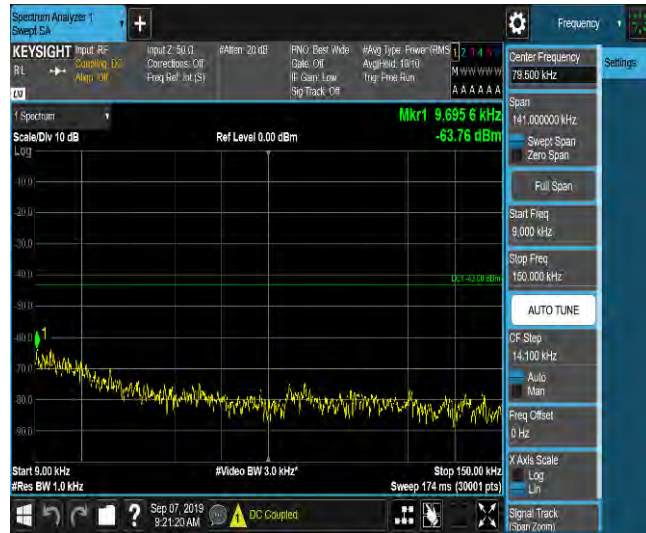 Spectrum Analyzer 1
Swept SA
Frequency
KEYSIGHT
RL
Input: RF
Coupling: DC
Align: Off
Input Z: 50 Ω
Corrections: Off
Freq Ref: Int (S)
#Atten: 20 dB
PNO: Best Wide
Gate: Off
IF Gain: Low
Sig Track: Off
#Avg Type: Power (RMS
Avg|Hold: 10/10
Trig: Free Run
M W W W W W
A A A A A A
LXI
1 Spectrum
Scale/Div 10 dB
Log
Ref Level 0.00 dBm
Mkr1 9.695 6 kHz
-63.76 dBm
-10.0
-20.0
-30.0
-40.0
-50.0
-60.0
-70.0
-80.0
-90.0
1
Start 9.00 kHz
#Res BW 1.0 kHz
#Video BW 3.0 kHz*
Stop 150.00 kHz
Sweep 174 ms (30001 pts)
Sep 07, 2019
9:21:20 AM
DC Coupled
Center Frequency
79.500 kHz
Settings
Span
141.000000 kHz
Swept Span
Zero Span
Full Span
Start Freq
9.000 kHz
Stop Freq
150.000 kHz
AUTO TUNE
CF Step
14.100 kHz
Auto
Man
Freq Offset
0 Hz
X Axis Scale
Log
Lin
Signal Track
(Span Zoom)